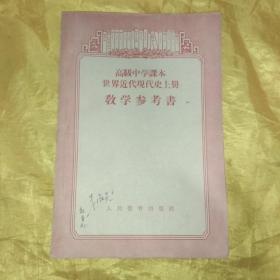 高級中学課本
世界近代現代史上册
教学参考書
人民教育出版社